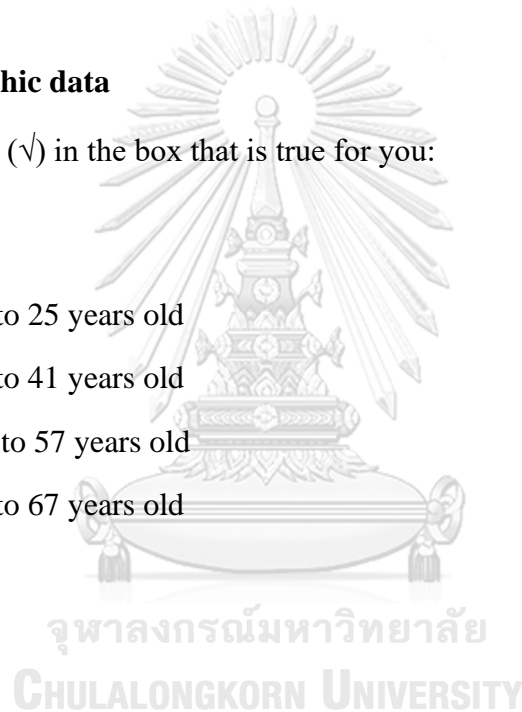 hic data
(√) in the box that is true for you:
to 25 years old
to 41 years old
to 57 years old
to 67 years old
จุฬาลงกรณ์มหาวิทยาลัย
CHULALONGKORN UNIVERSITY